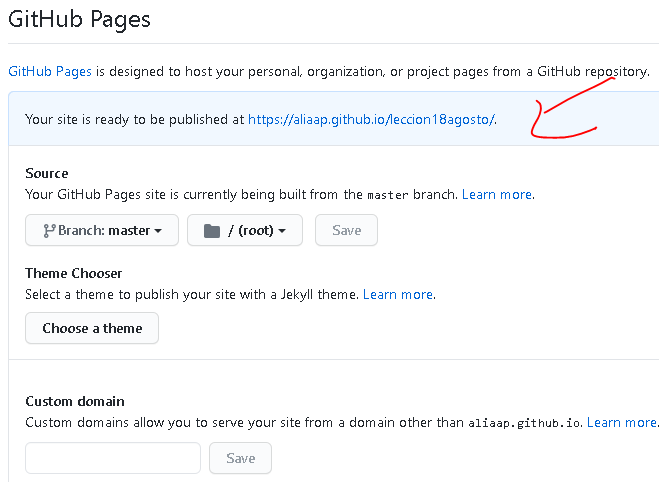 GitHub Pages
GitHub Pages is designed to host your personal, organization, or project pages from a GitHub repository.
Your site is ready to be published at https://aliaap.github.io/leccion18agosto/.
Source
Your GitHub Pages site is currently being built from the master branch. Learn more.
Branch: master / (root) Save
Theme Chooser
Select a theme to publish your site with a Jekyll theme. Learn more.
Choose a theme
Custom domain
Custom domains allow you to serve your site from a domain other than aliaap.github.io. Learn more.
Save